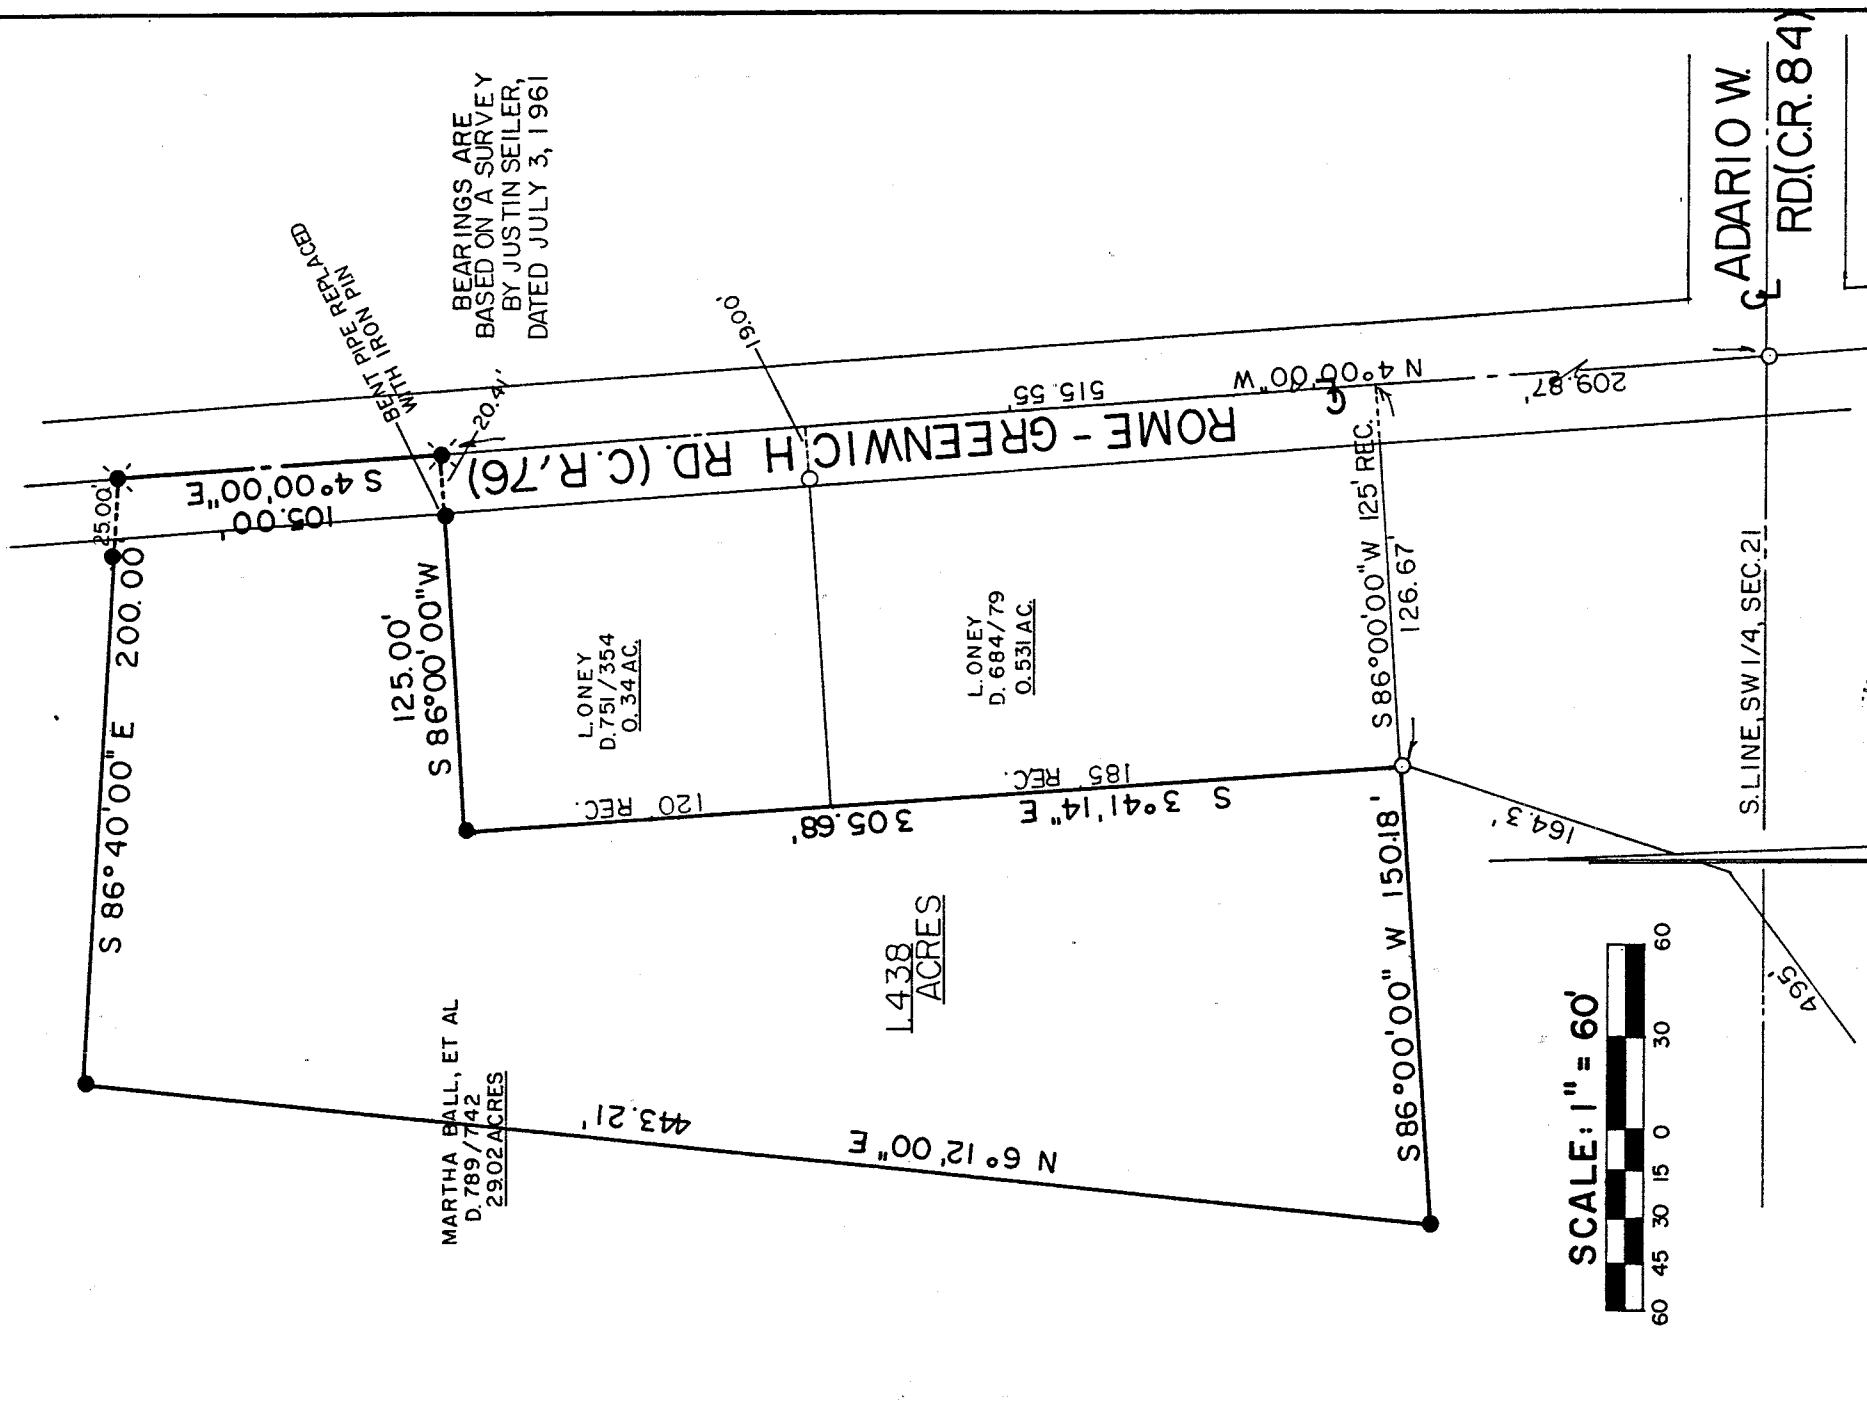 BEARINGS ARE
BASED ON A SURVEY
BY JUSTIN SEILER,
DATED JULY 3, 1961
BENT PIPE REPLACED
WITH IRON PIN
20.41'
19.00'
25.00'
S 4°00'00"E
105.00'
S 86°40'00"E 200.00
125.00'
S 86°00'00"W
ROME - GREENWICH RD. (C.R. 76)
515.55'
N 4°00'00"W
209.87'
C L
ADARIO W.
RD.(C.R. 84)
C L
L. ONEY
D. 751/354
0.34 AC.
L. ONEY
D. 684/79
0.531 AC.
S 86°00'00"W 125' REC.
126.67'
120' REC.
185' REC.
305.68'
S 3°41'14"E
1.438
ACRES
MARTHA BALL, ET AL
D. 789/742
29.02 ACRES
443.21'
N 6°12'00"E
S 86°00'00" W 150.18'
164.3'
495'
S. LINE, SW 1/4, SEC. 21
SCALE: 1" = 60'
60 45 30 15 0 30 60